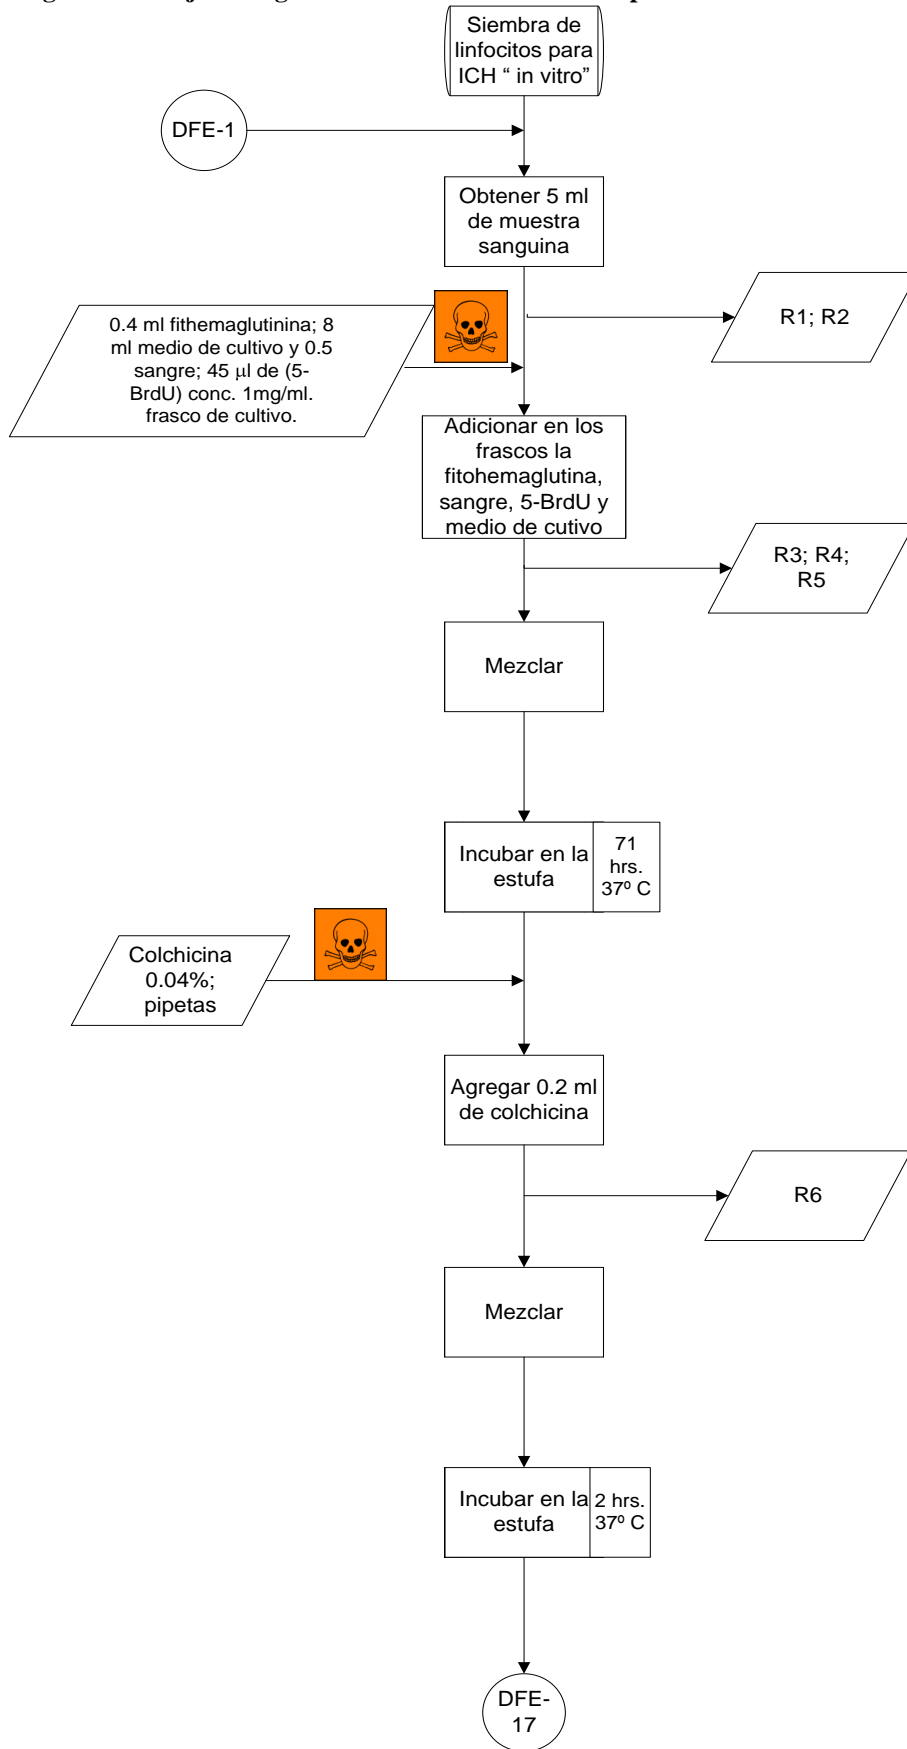 Siembra de
linfocitos para
ICH “ in vitro”
DFE-1
Obtener 5 ml
de muestra
sanguina
R1; R2
0.4 ml fithemaglutinina; 8
ml medio de cultivo y 0.5
sangre; 45 μl de (5-
BrdU) conc. 1mg/ml.
frasco de cultivo.
Adicionar en los
frascos la
fitohemaglutina,
sangre, 5-BrdU y
medio de cutivo
R3; R4;
R5
Mezclar
Incubar en la
estufa
71
hrs.
37º C
Colchicina
0.04%;
pipetas
Agregar 0.2 ml
de colchicina
R6
Mezclar
Incubar en la
estufa
2 hrs.
37º C
DFE-
17